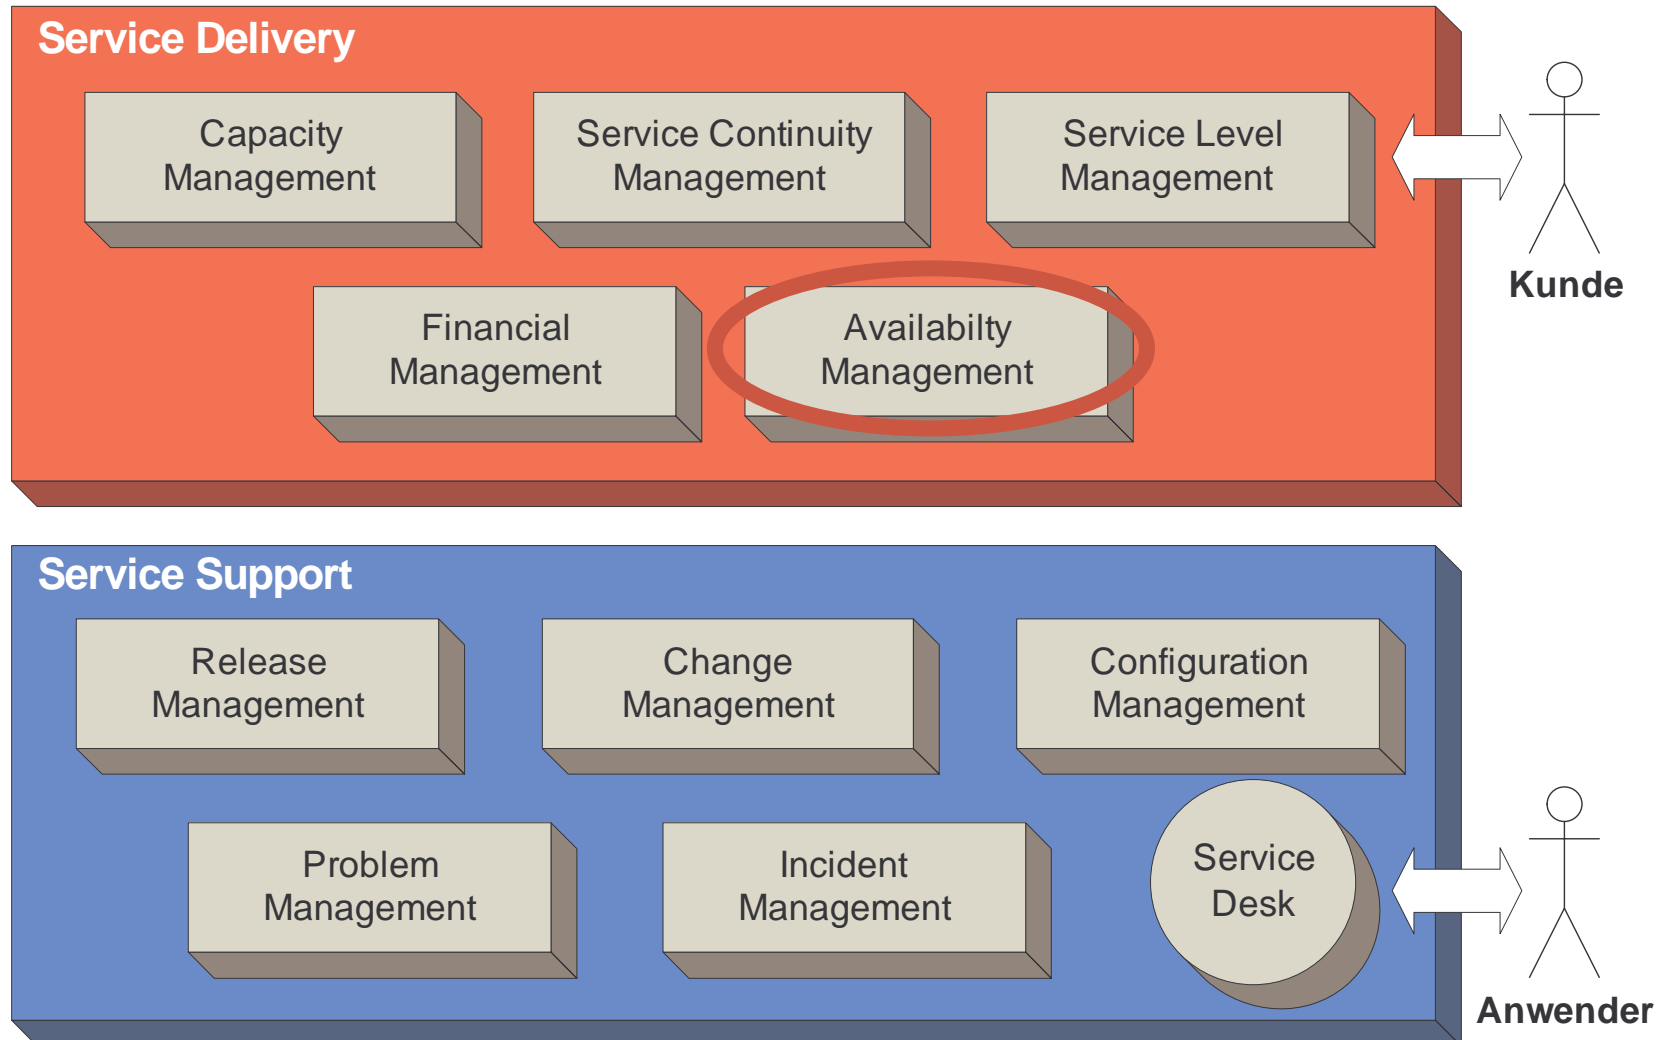 Service Delivery
Capacity
Management
Service Continuity
Management
Service Level
Management
Kunde
Financial
Management
Availabilty
Management
Service Support
Release
Management
Change
Management
Configuration
Management
Problem
Management
Incident
Management
Service
Desk
Anwender